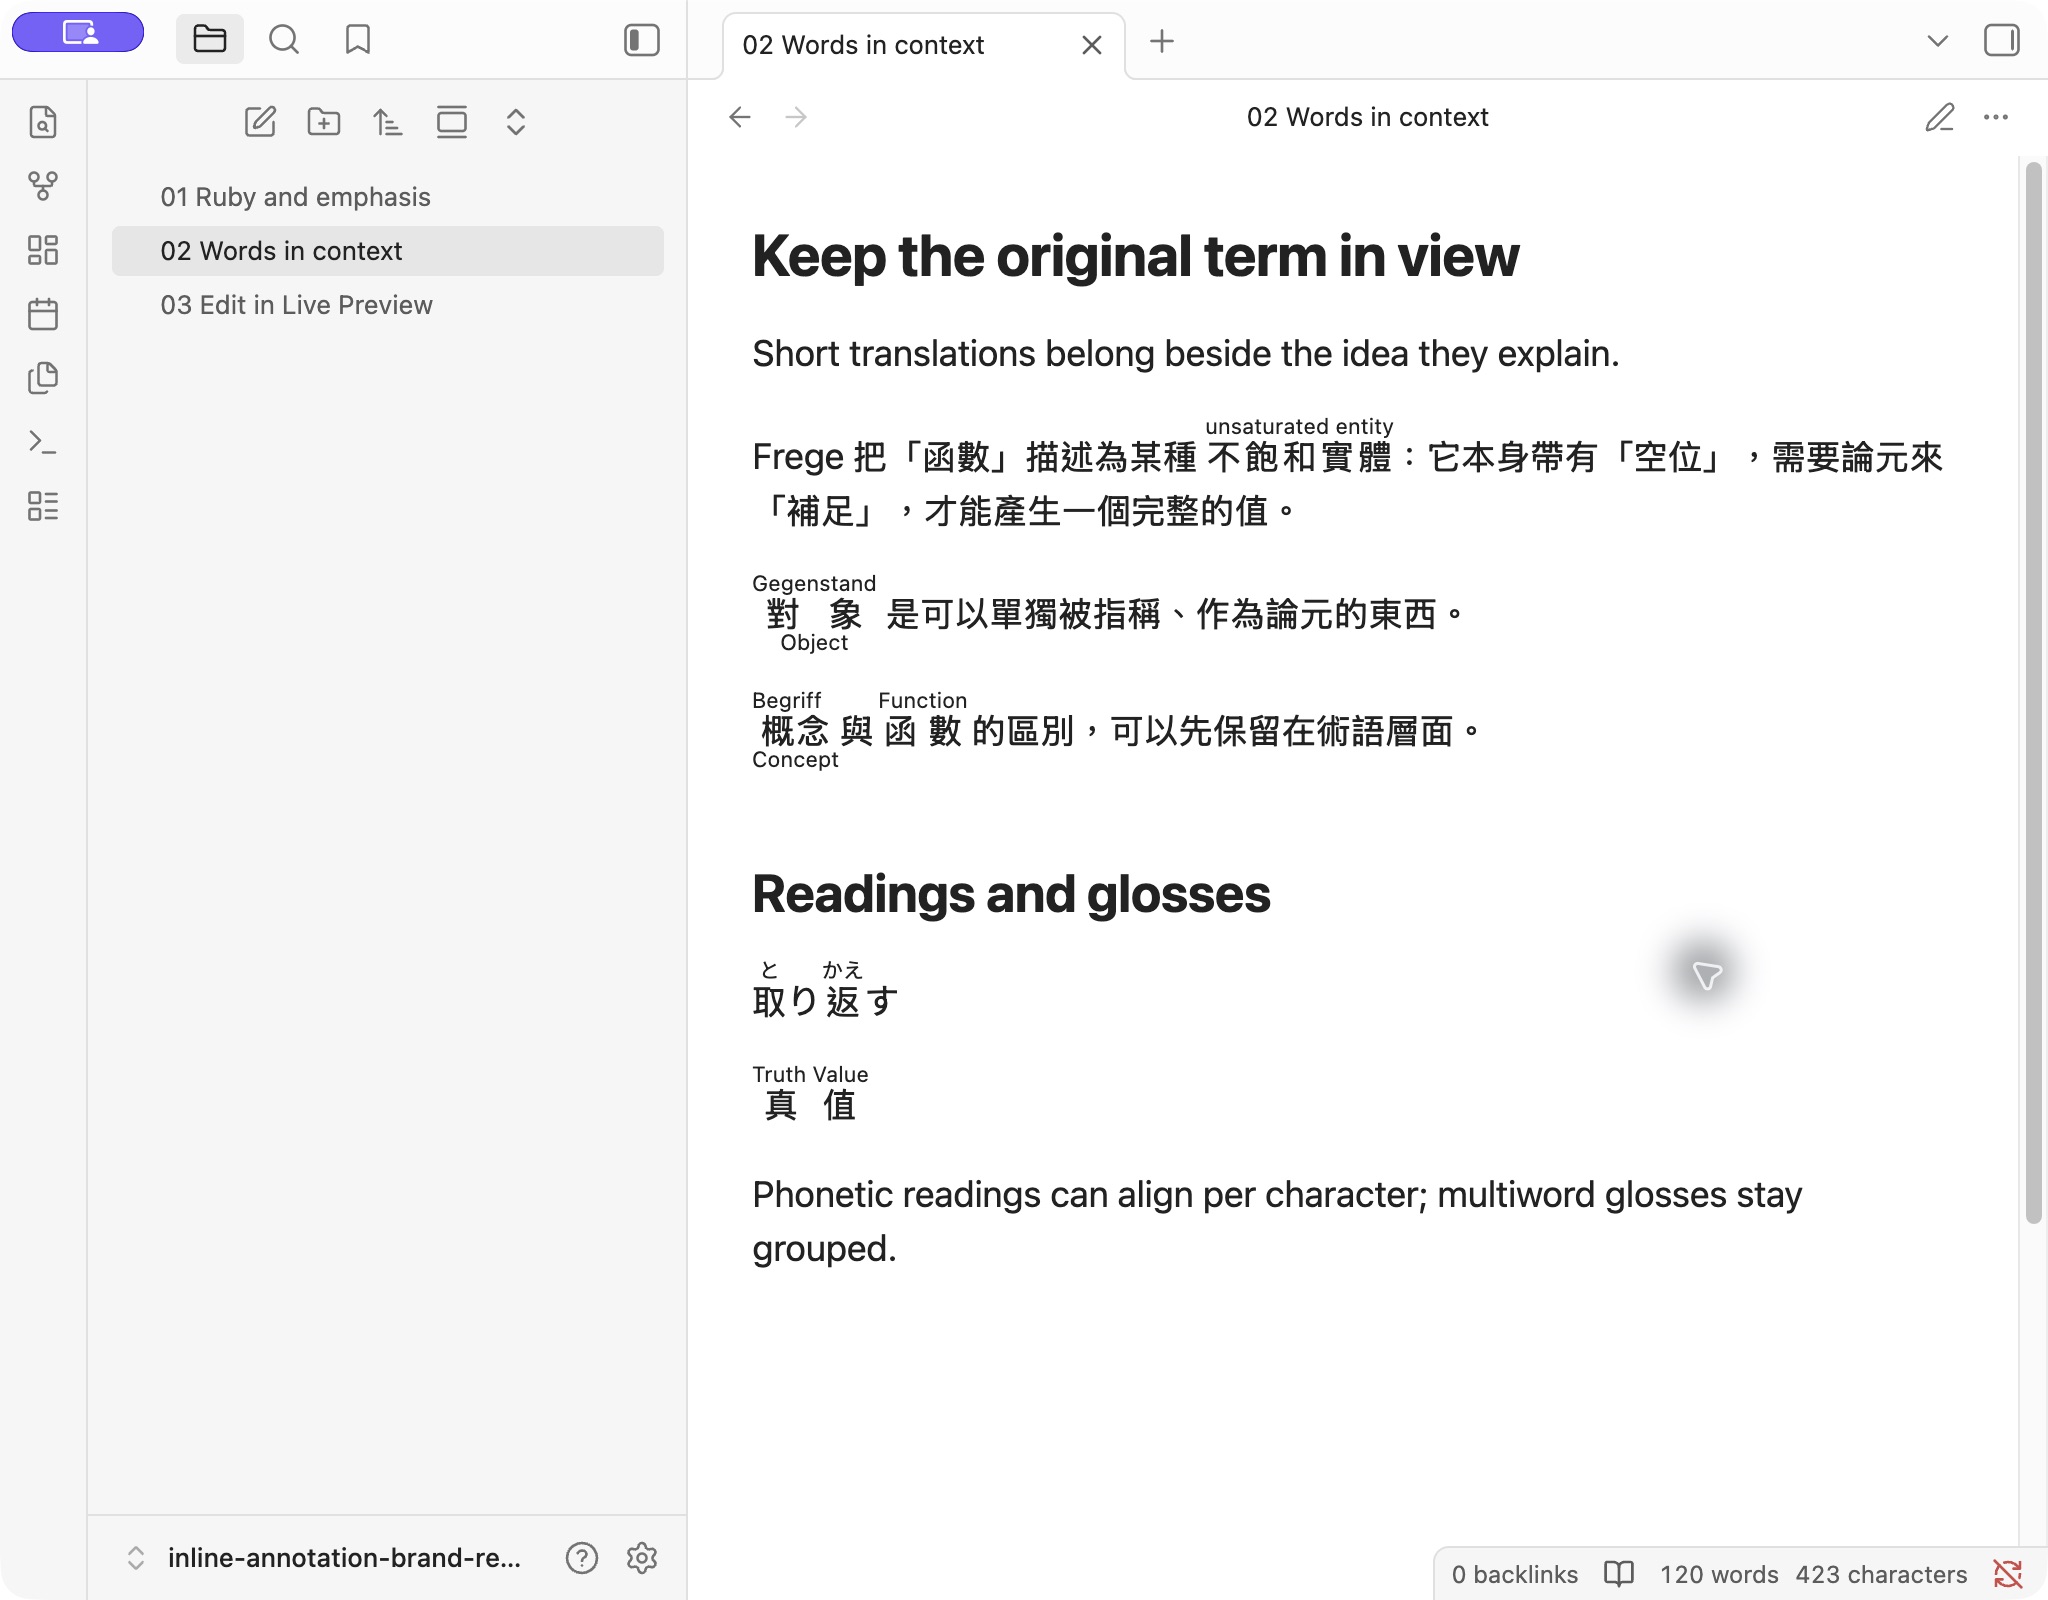 02 Words in context
02 Words in context
01 Ruby and emphasis
02 Words in context
03 Edit in Live Preview
Keep the original term in view
Short translations belong beside the idea they explain.
unsaturated entity
Frege 把「函數」描述為某種 不飽和實體：它本身帶有「空位」，需要論元來
「補足」，才能產生一個完整的值。
Gegenstand
對象 是可以單獨被指稱、作為論元的東西。
Object
Begriff Function
概念 與 函數 的區別，可以先保留在術語層面。
Concept
Readings and glosses
と かえ
取り返す
Truth Value
真值
Phonetic readings can align per character; multiword glosses stay
grouped.
inline-annotation-brand-re...
0 backlinks 120 words 423 characters